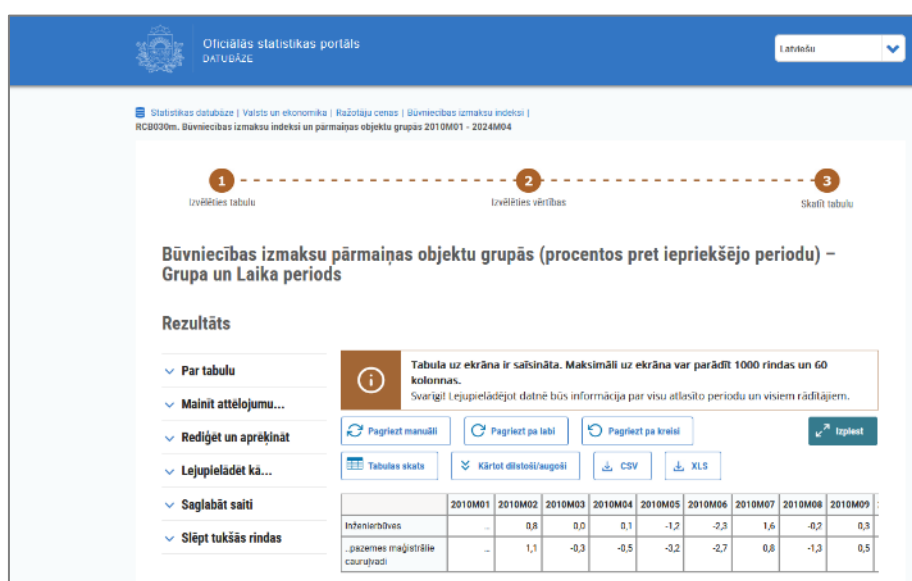 Oficiālās statistikas portāls
DATUBĀZE
Latviešu
Statistikas datubāze | Valsts un ekonomika | Ražotāju cenas | Būvniecības izmaksu indeksi |
RCB030m. Būvniecības izmaksu indeksi un pārmaiņas objektu grupās 2010M01 - 2024M04
1 2 3
Izvēlēties tabulu Izvēlēties vērtības Skatīt tabulu
Būvniecības izmaksu pārmaiņas objektu grupās (procentos pret iepriekšējo periodu) –
Grupa un Laika periods
Rezultāts
Par tabulu
Mainīt attēlojumu...
Rediģēt un aprēķināt
Lejupielādēt kā...
Saglabāt saiti
Slēpt tukšās rindas
Tabula uz ekrāna ir saīsināta. Maksimāli uz ekrāna var parādīt 1000 rindas un 60
kolonnas.
Svarīgi! Lejupielādējot datnē būs informācija par visu atlasīto periodu un visiem rādītājiem.
Pagriezt manuāli Pagriezt pa labi Pagriezt pa kreisi Izplest
Tabulas skats Kārtot dilstoši/augoši CSV XLS
2010M01 2010M02 2010M03 2010M04 2010M05 2010M06 2010M07 2010M08 2010M09
Inženierbūves .. 0,8 0,0 0,1 -1,2 -2,3 1,6 -0,2 0,3
..pazemes maģistrālie .. 1,1 -0,3 -0,5 -3,2 -2,7 0,8 -1,3 0,5
cauruļvadi